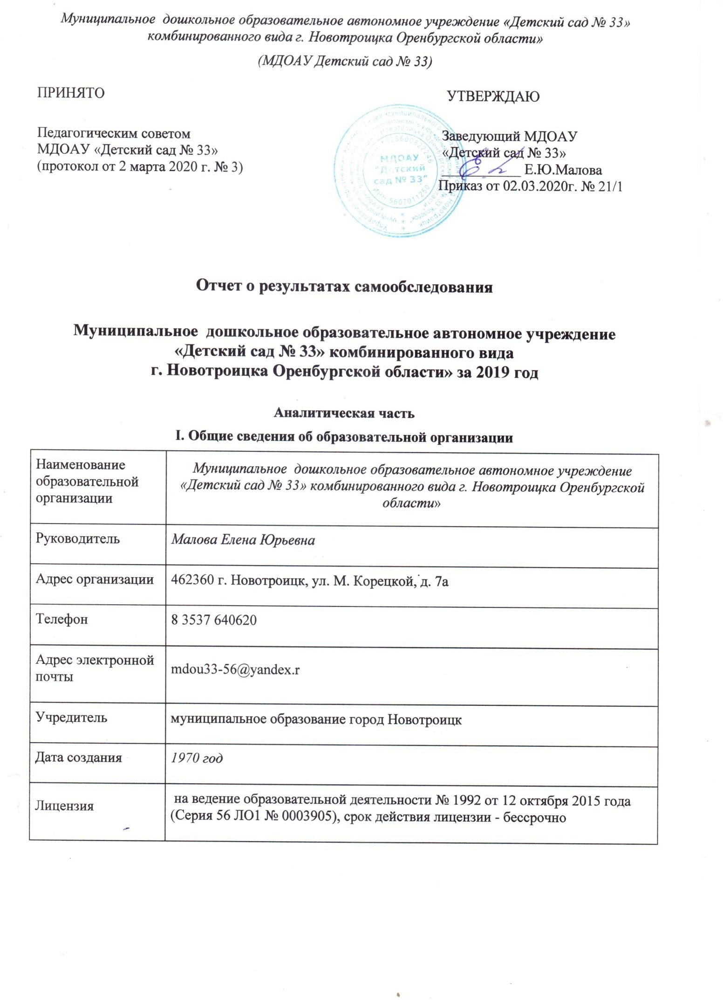 Муниципальное дошкольное образовательное автономное учреждение «Детский сад № 33»
комбинированного вида г. Новотроицка Оренбургской области»
(МДОАУ Детский сад № 33)
ПРИНЯТО
Педагогическим советом
МДОАУ «Детский сад № 33»
(протокол от 2 марта 2020 г. № 3)
УТВЕРЖДАЮ
Заведующий МДОАУ
«Детский сад № 33»
____________ Е.Ю.Малова
Приказ от 02.03.2020г. № 21/1
МДОАУ
"Детский
сад № 33"
ИНН 5607011250
Отчет о результатах самообследования
Муниципальное дошкольное образовательное автономное учреждение
«Детский сад № 33» комбинированного вида
г. Новотроицка Оренбургской области» за 2019 год
Аналитическая часть
I. Общие сведения об образовательной организации
Наименование
образовательной
организации
Муниципальное дошкольное образовательное автономное учреждение
«Детский сад № 33» комбинированного вида г. Новотроицка Оренбургской
области»
Руководитель
Малова Елена Юрьевна
Адрес организации
462360 г. Новотроицк, ул. М. Корецкой, д. 7а
Телефон
8 3537 640620
Адрес электронной
почты
mdou33-56@yandex.r
Учредитель
муниципальное образование город Новотроицк
Дата создания
1970 год
Лицензия
на ведение образовательной деятельности № 1992 от 12 октября 2015 года
(Серия 56 ЛО1 № 0003905), срок действия лицензии - бессрочно